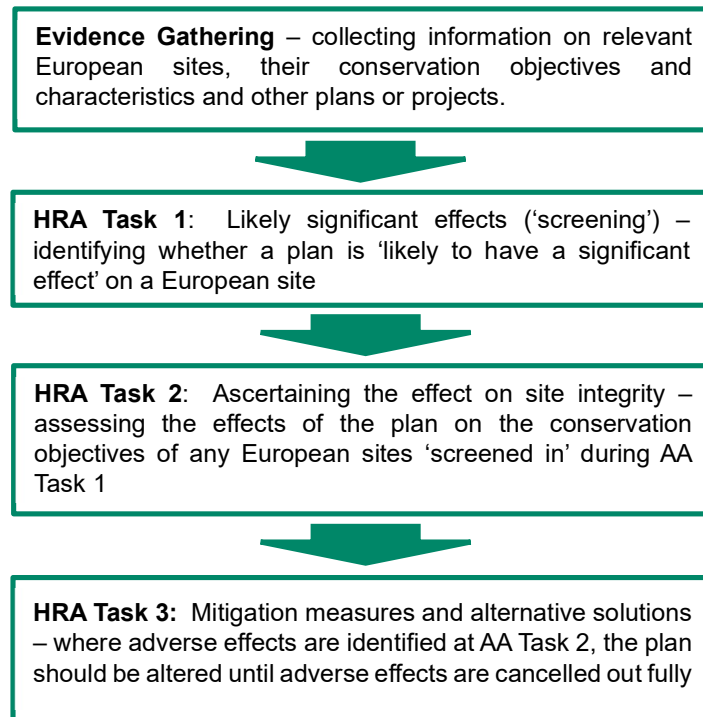 Evidence Gathering – collecting information on relevant
European sites, their conservation objectives and
characteristics and other plans or projects.
HRA Task 1: Likely significant effects (‘screening’) –
identifying whether a plan is ‘likely to have a significant
effect’ on a European site
HRA Task 2: Ascertaining the effect on site integrity –
assessing the effects of the plan on the conservation
objectives of any European sites ‘screened in’ during AA
Task 1
HRA Task 3: Mitigation measures and alternative solutions
– where adverse effects are identified at AA Task 2, the plan
should be altered until adverse effects are cancelled out fully